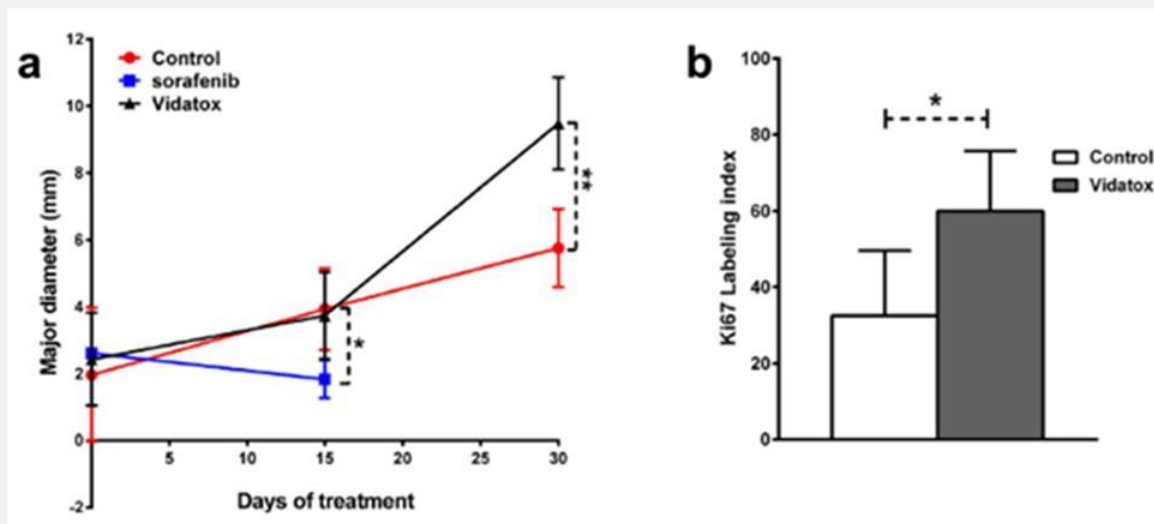 a
12
10
8
6
4
2
0
-2
Major diameter (mm)
Control
sorafenib
Vidatox
*
**
5 10 15 20 25 30
Days of treatment
b
100
80
60
40
20
0
Ki67 Labeling index
*
Control
Vidatox